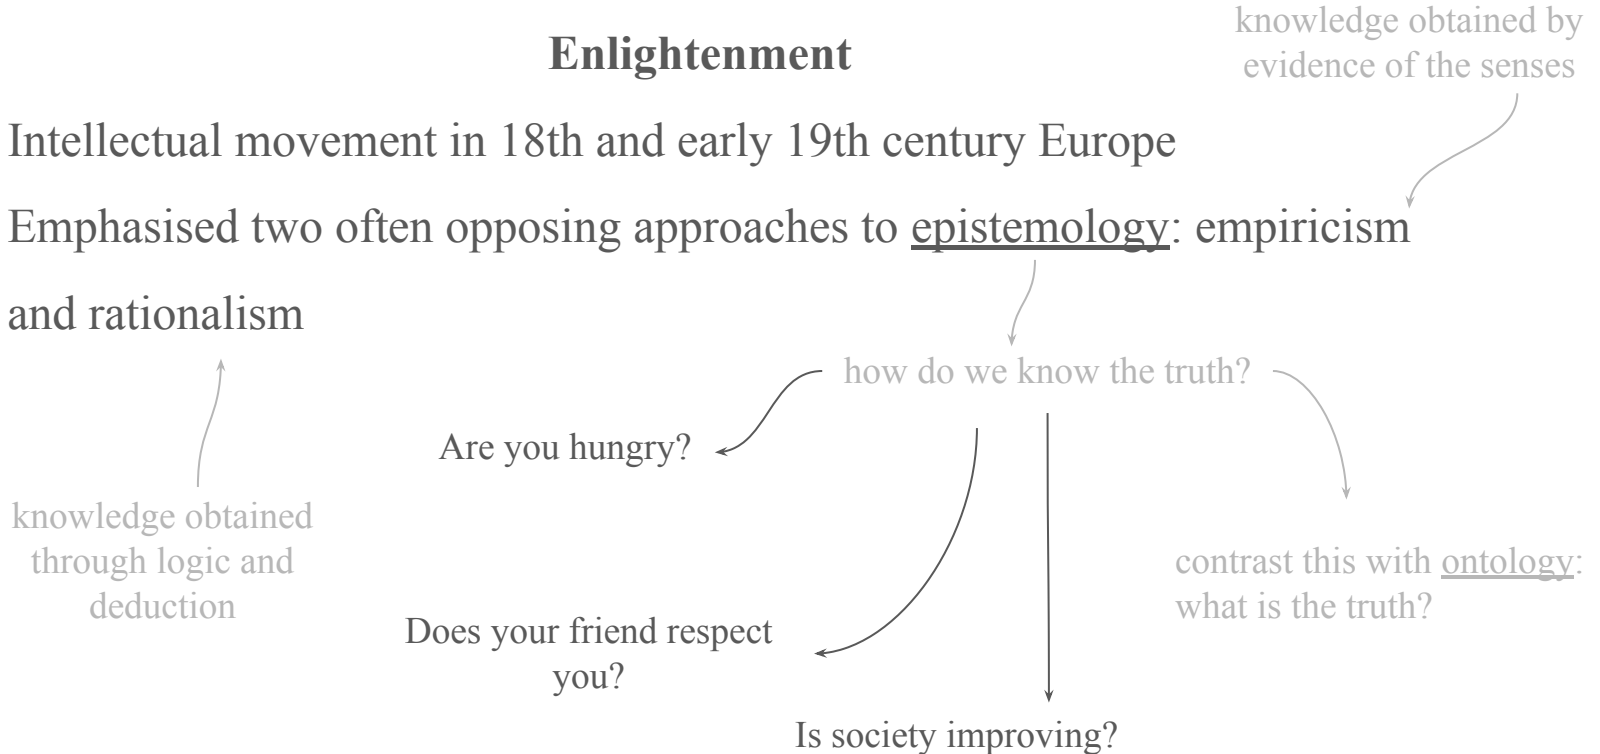 knowledge obtained by
evidence of the senses
Enlightenment
Intellectual movement in 18th and early 19th century Europe
Emphasised two often opposing approaches to epistemology: empiricism
and rationalism
how do we know the truth?
Are you hungry?
knowledge obtained
through logic and
deduction
contrast this with ontology:
what is the truth?
Does your friend respect
you?
Is society improving?